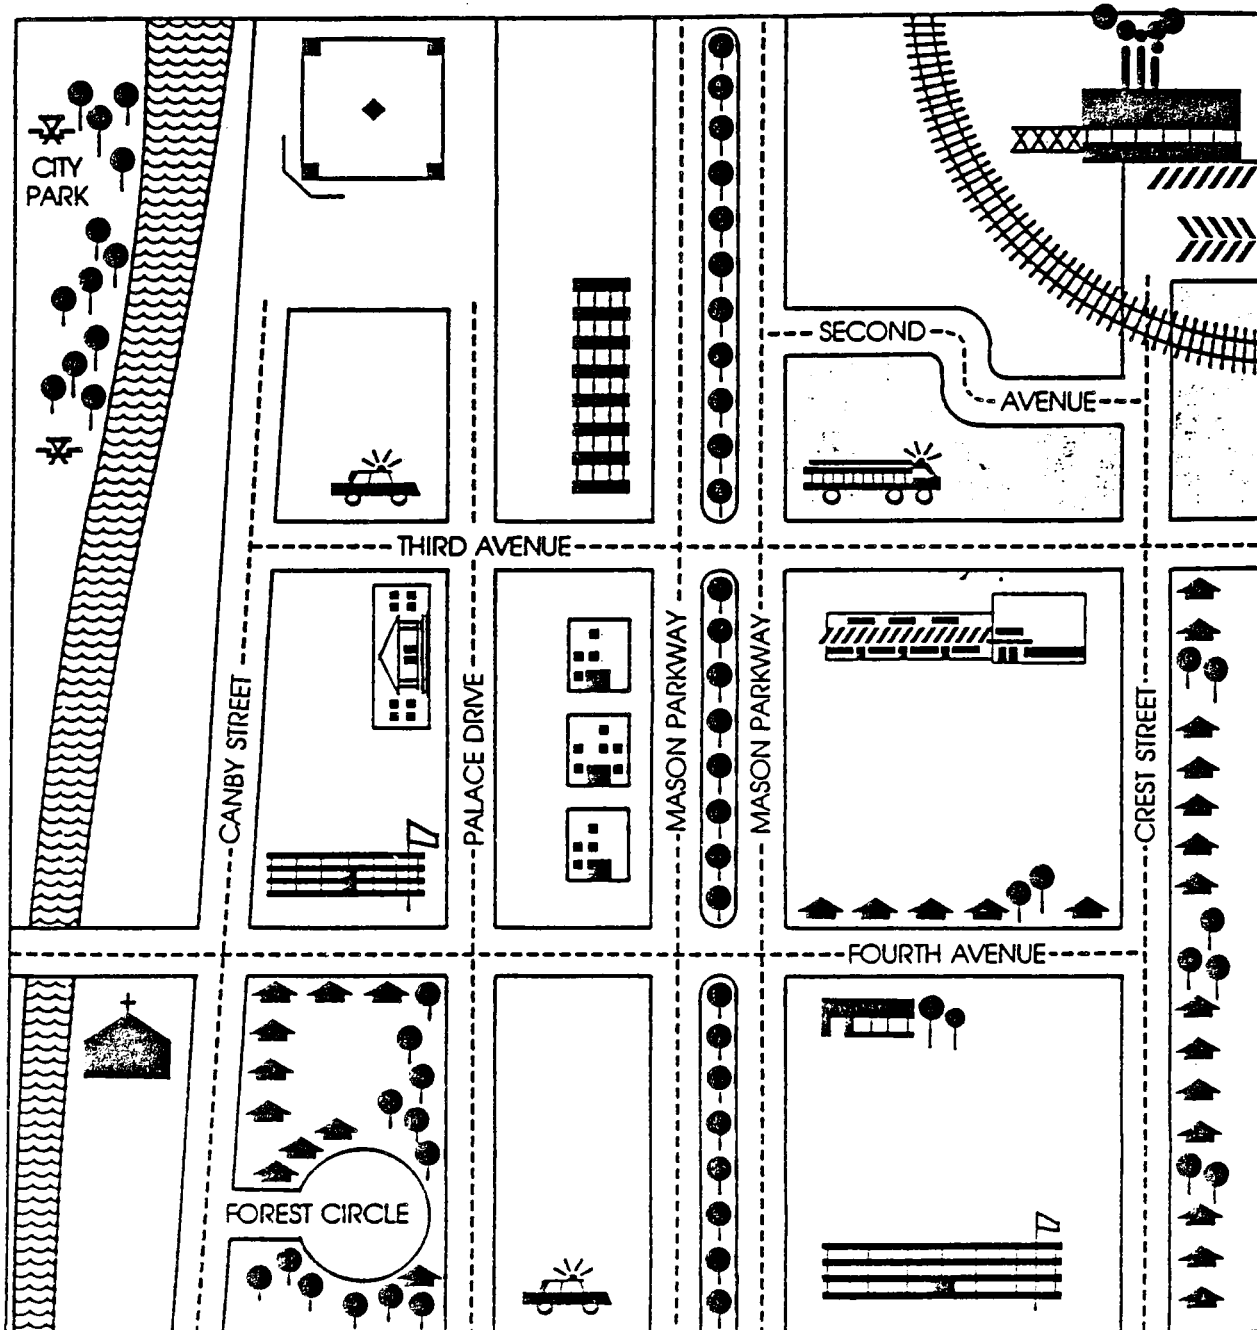 CITY
PARK
SECOND
AVENUE
THIRD AVENUE
CANBY STREET
PALACE DRIVE
MASON PARKWAY
MASON PARKWAY
CREST STREET
FOURTH AVENUE
FOREST CIRCLE